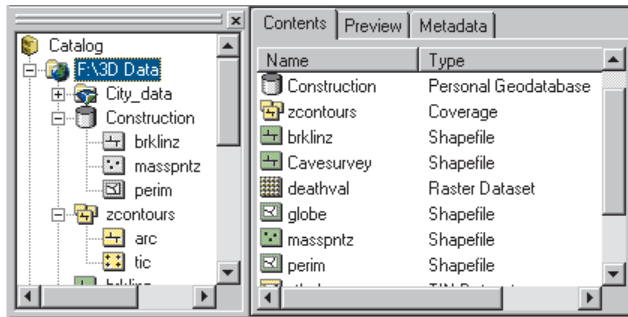 Catalog
F:\3D Data
City_data
Construction
brklinz
masspntz
perim
zcontours
arc
tic
Contents Preview Metadata
Name Type
Construction Personal Geodatabase
zcontours Coverage
brklinz Shapefile
Cavesurvey Shapefile
deathval Raster Dataset
globe Shapefile
masspntz Shapefile
perim Shapefile